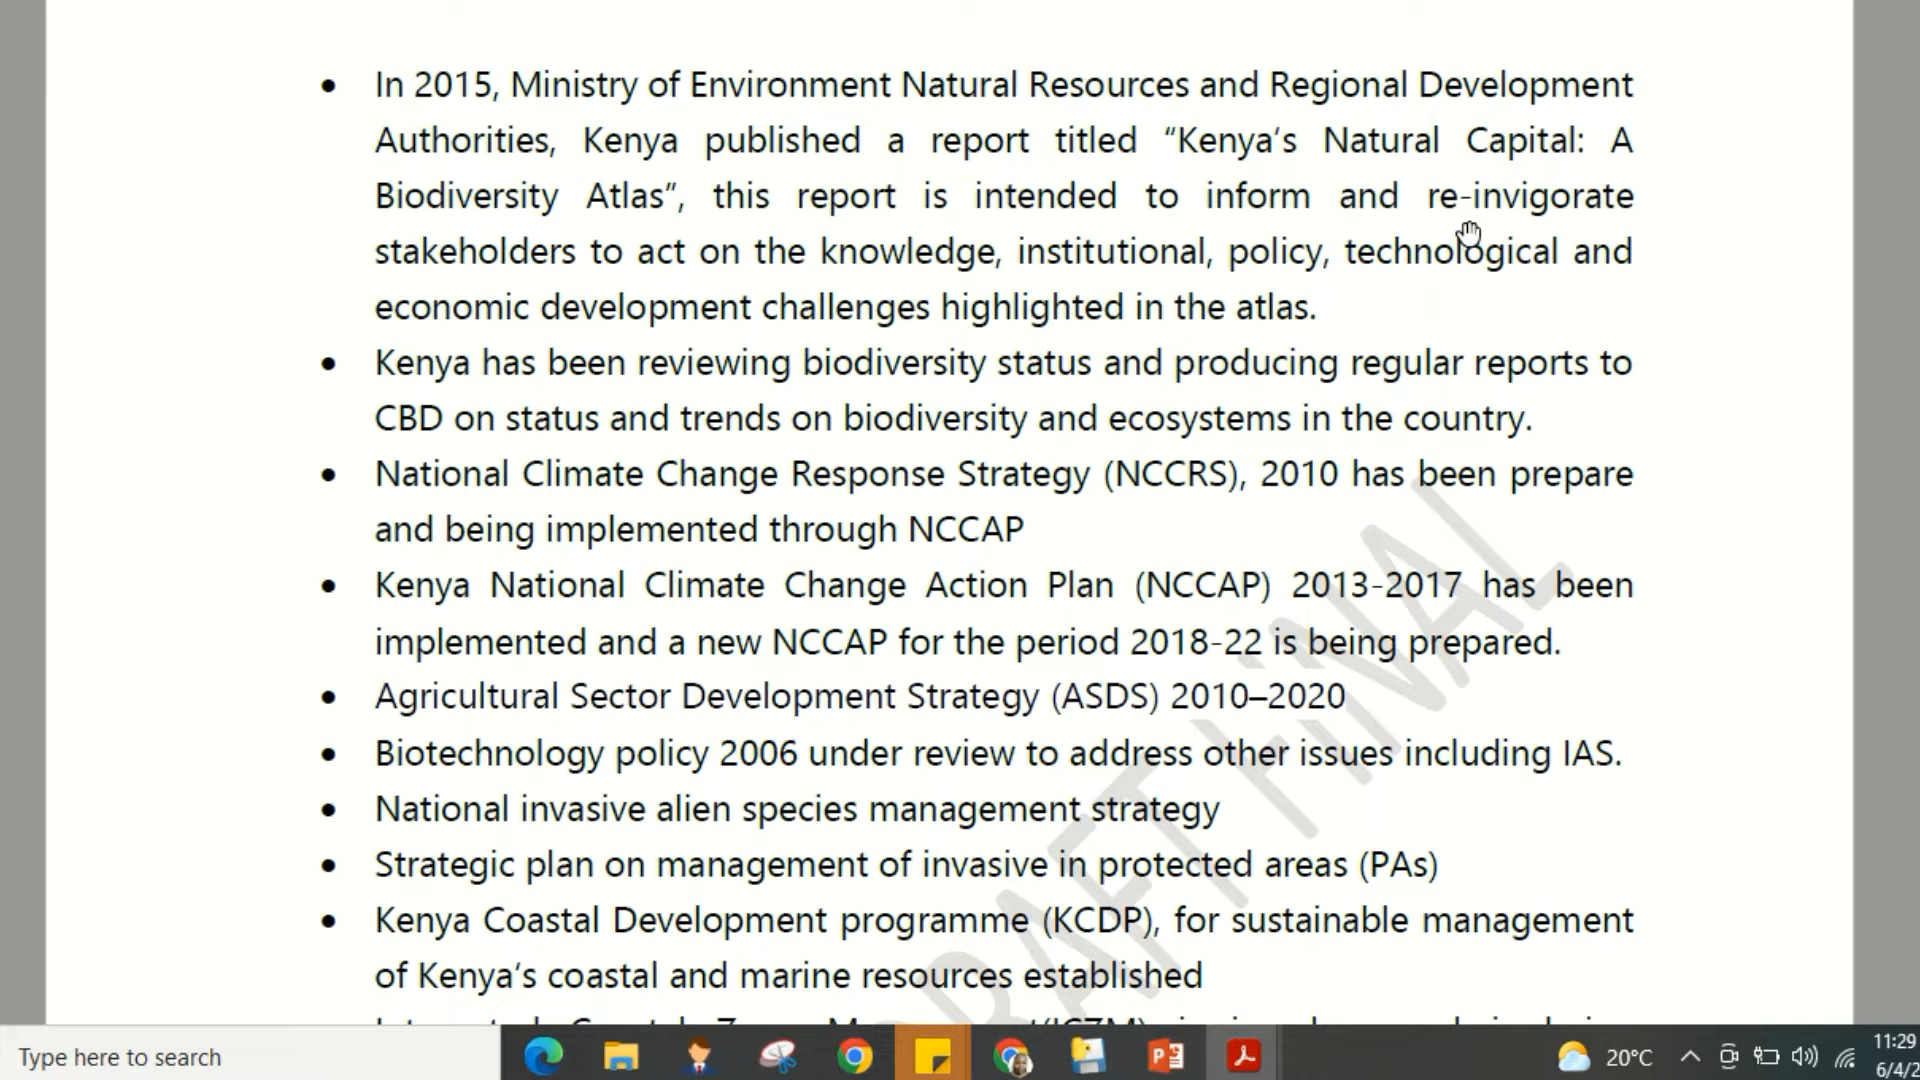 • In 2015, Ministry of Environment Natural Resources and Regional Development
Authorities, Kenya published a report titled “Kenya’s Natural Capital: A
Biodiversity Atlas”, this report is intended to inform and re-invigorate
stakeholders to act on the knowledge, institutional, policy, technological and
economic development challenges highlighted in the atlas.
• Kenya has been reviewing biodiversity status and producing regular reports to
CBD on status and trends on biodiversity and ecosystems in the country.
• National Climate Change Response Strategy (NCCRS), 2010 has been prepare
and being implemented through NCCAP
• Kenya National Climate Change Action Plan (NCCAP) 2013-2017 has been
implemented and a new NCCAP for the period 2018-22 is being prepared.
• Agricultural Sector Development Strategy (ASDS) 2010–2020
• Biotechnology policy 2006 under review to address other issues including IAS.
• National invasive alien species management strategy
• Strategic plan on management of invasive in protected areas (PAs)
• Kenya Coastal Development programme (KCDP), for sustainable management
of Kenya’s coastal and marine resources established
DRAFT FINAL
Type here to search
20°C
11:29
6/4/2